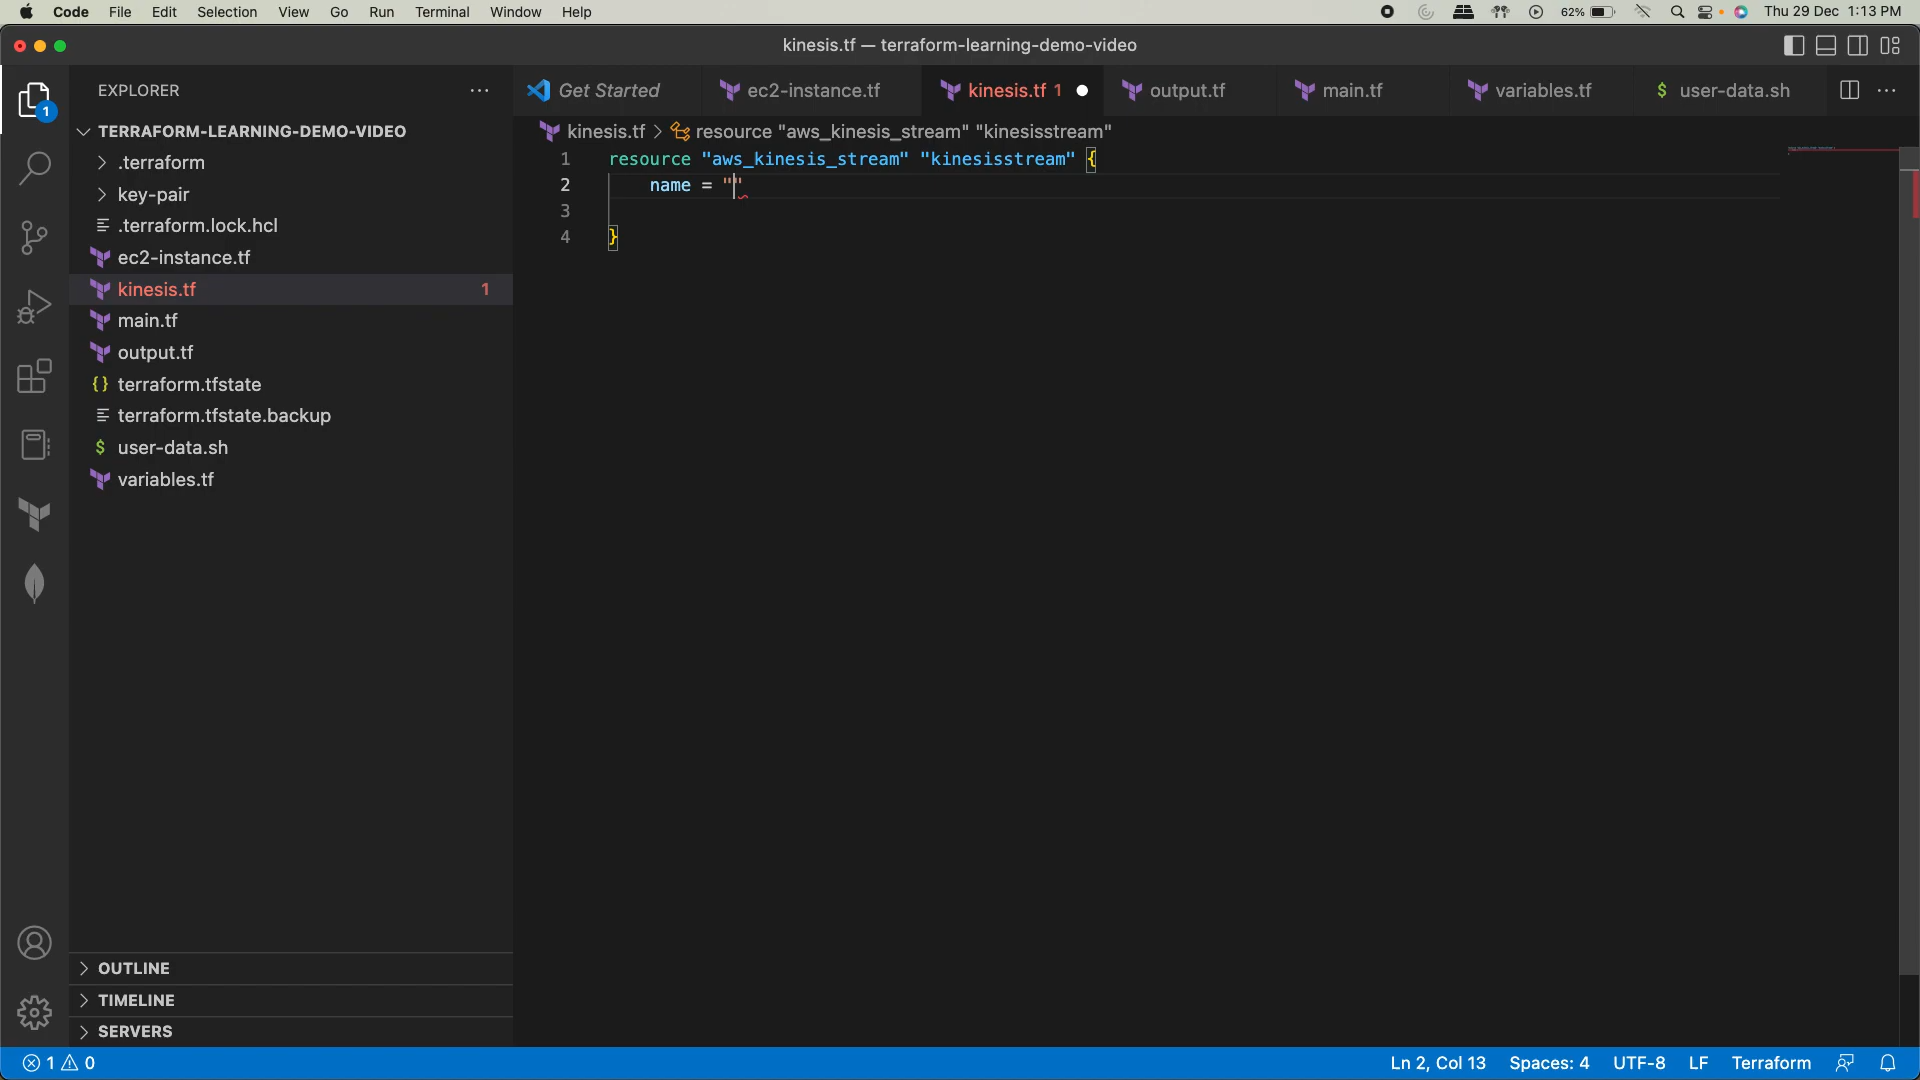 Code File Edit Selection View Go Run Terminal Window Help 62% Thu 29 Dec 1:13 PM
kinesis.tf — terraform-learning-demo-video
EXPLORER
Get Started ec2-instance.tf kinesis.tf 1 output.tf main.tf variables.tf $ user-data.sh
1
TERRAFORM-LEARNING-DEMO-VIDEO
.terraform
key-pair
.terraform.lock.hcl
ec2-instance.tf
kinesis.tf 1
main.tf
output.tf
{} terraform.tfstate
terraform.tfstate.backup
$ user-data.sh
variables.tf
kinesis.tf > resource "aws_kinesis_stream" "kinesisstream"
1 resource "aws_kinesis_stream" "kinesisstream" {
2 name = ""
3
4 }
OUTLINE
TIMELINE
SERVERS
1 0 Ln 2, Col 13 Spaces: 4 UTF-8 LF Terraform